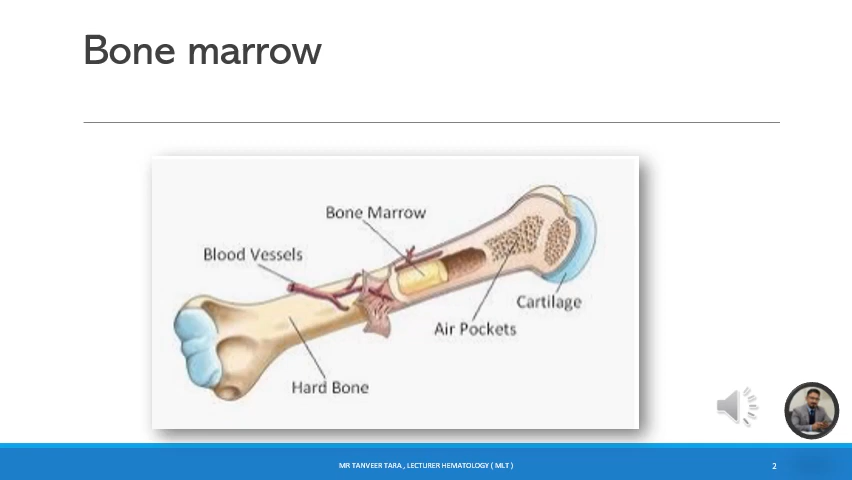 Bone marrow
Bone Marrow
Blood Vessels
Cartilage
Air Pockets
Hard Bone
MR TANVEER TARA , LECTURER HEMATOLOGY ( MLT )
2